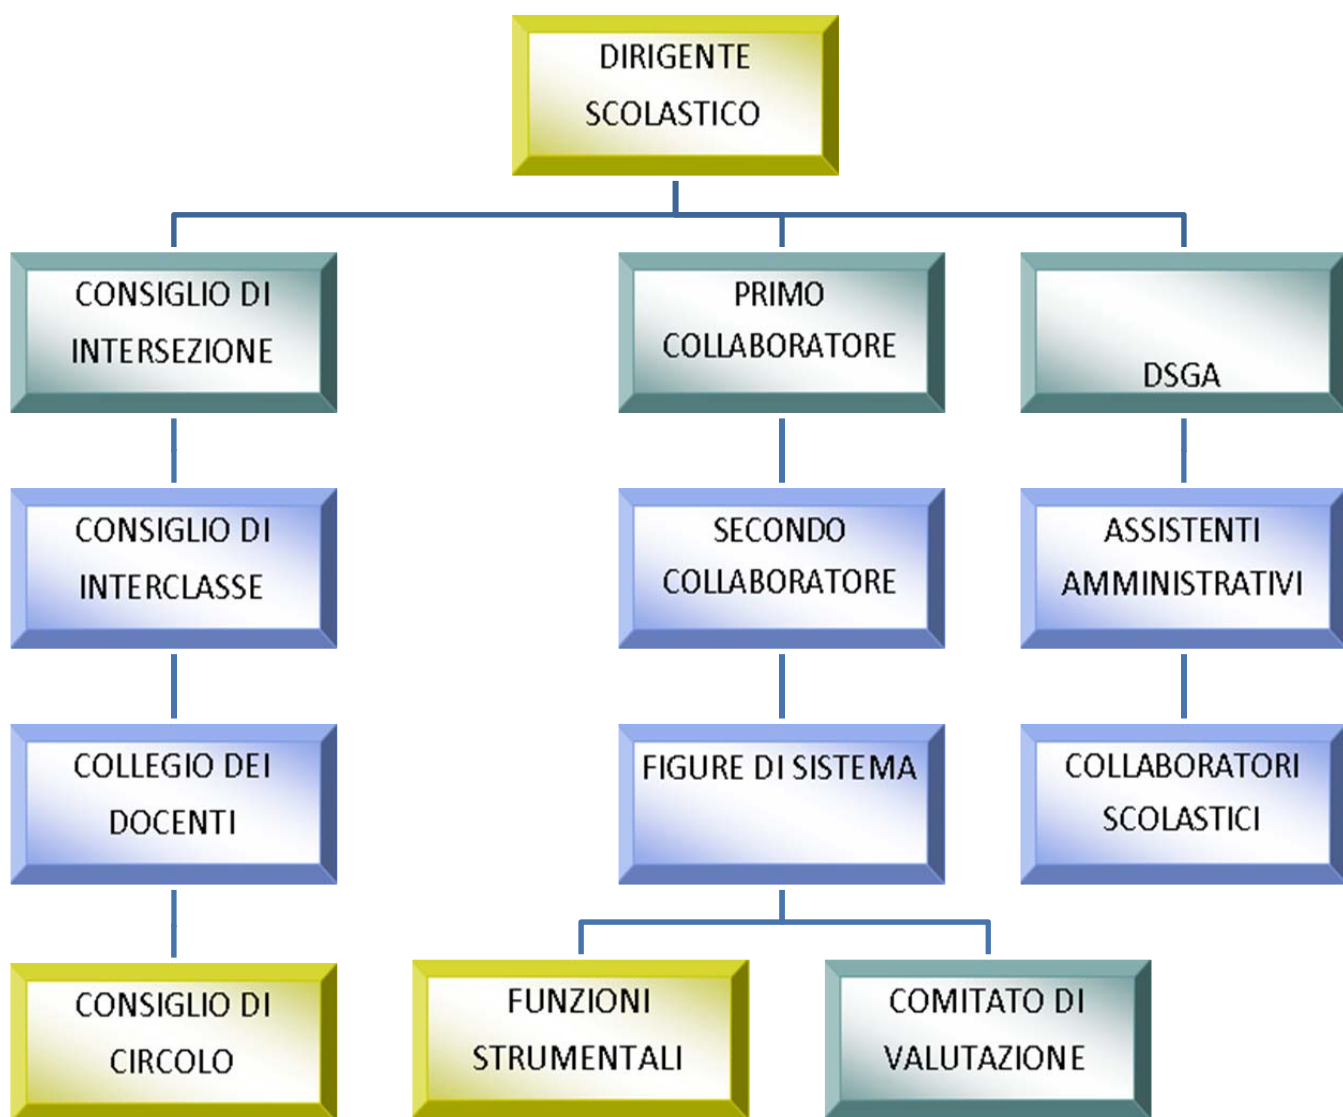 DIRIGENTE
SCOLASTICO
CONSIGLIO DI
INTERSEZIONE
PRIMO
COLLABORATORE
DSGA
CONSIGLIO DI
INTERCLASSE
SECONDO
COLLABORATORE
ASSISTENTI
AMMINISTRATIVI
COLLEGIO DEI
DOCENTI
FIGURE DI SISTEMA
COLLABORATORI
SCOLASTICI
CONSIGLIO DI
CIRCOLO
FUNZIONI
STRUMENTALI
COMITATO DI
VALUTAZIONE